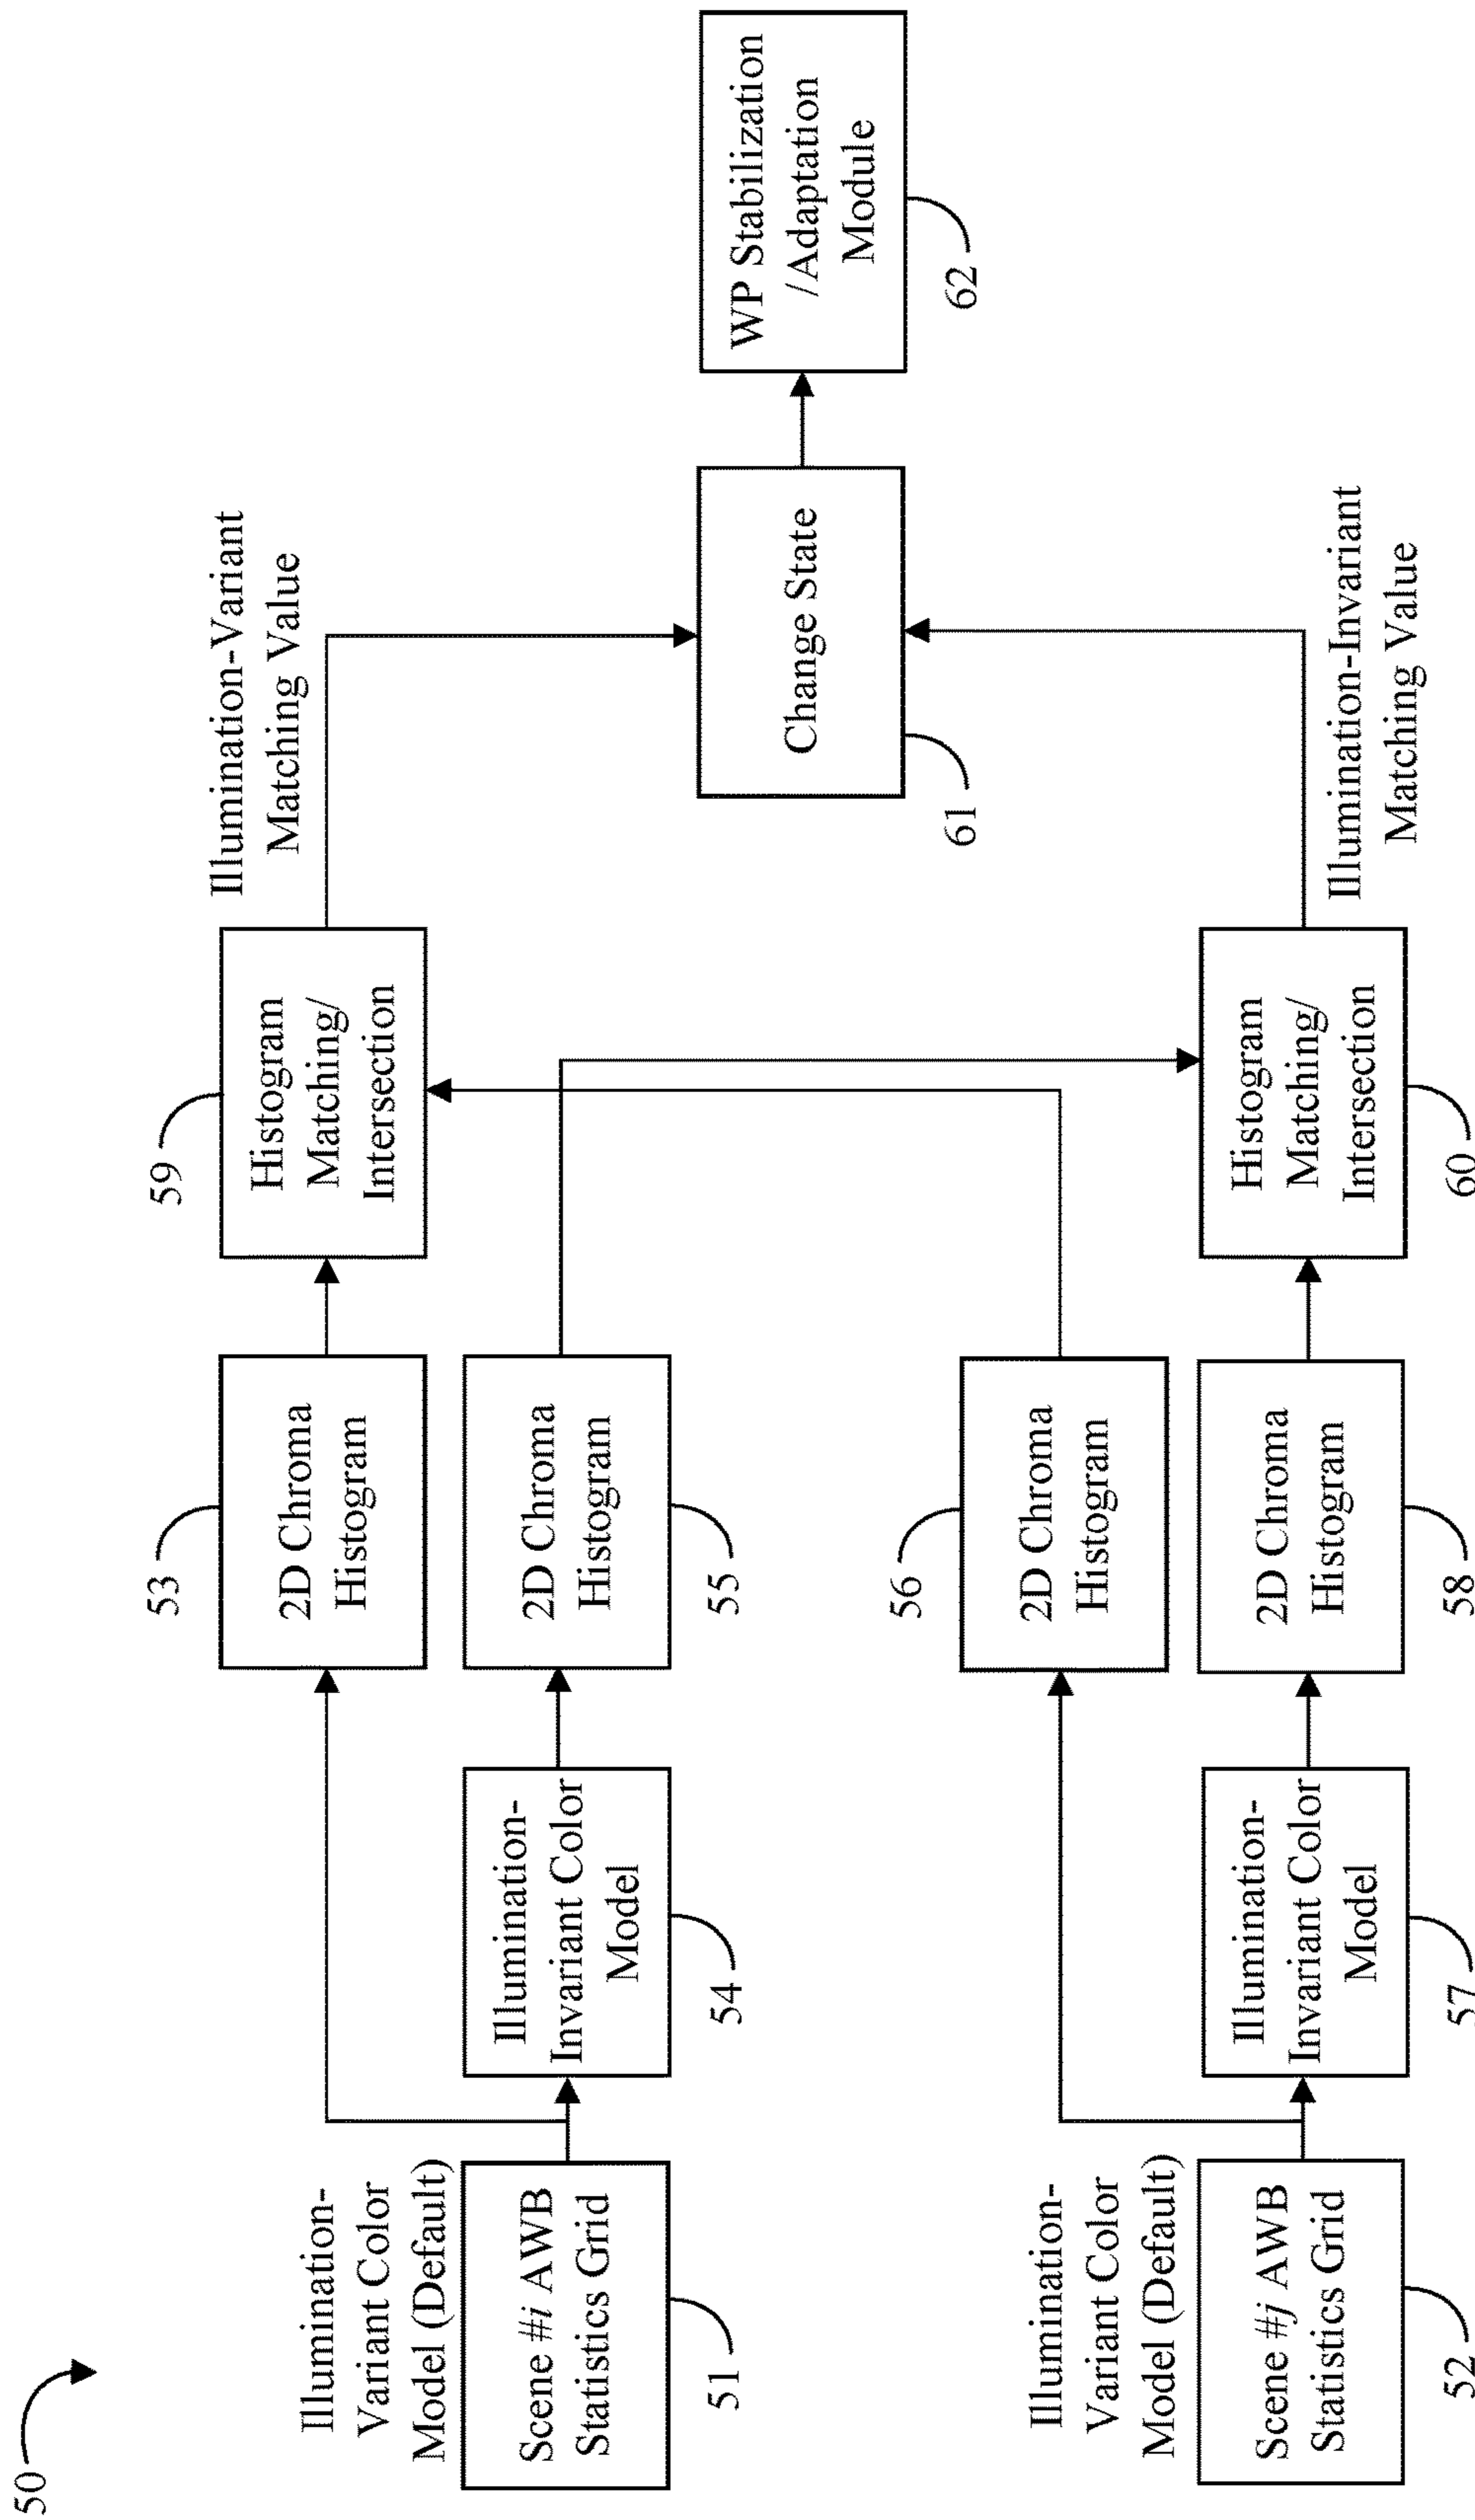 50
Illumination-
Variant Color
Model (Default)
Scene #i AWB
Statistics Grid
51
Illumination-
Invariant Color
Model
54
53
2D Chroma
Histogram
2D Chroma
Histogram
55
59
Histogram
Matching/
Intersection
Illumination-Variant
Matching Value
Illumination-
Variant Color
Model (Default)
Scene #j AWB
Statistics Grid
52
Illumination-
Invariant Color
Model
57
56
2D Chroma
Histogram
2D Chroma
Histogram
58
Histogram
Matching/
Intersection
60
Illumination-Invariant
Matching Value
Change State
61
WP Stabilization
/Adaptation
Module
62